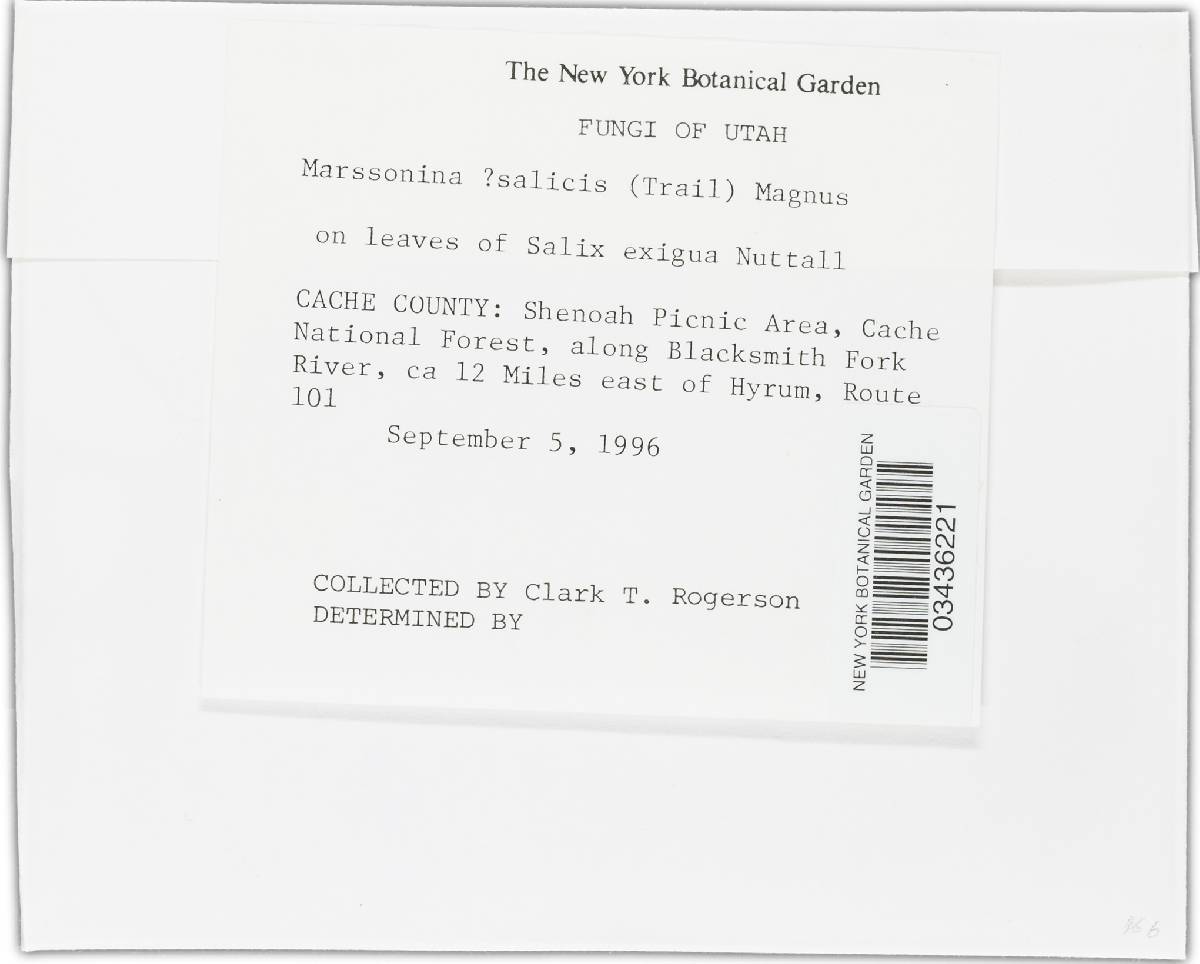 The New York Botanical Garden
FUNGI OF UTAH
Marssonina ?salicis (Trail) Magnus
on leaves of Salix exigua Nuttall
CACHE COUNTY: Shenoah Picnic Area, Cache
National Forest, along Blacksmith Fork
River, ca 12 Miles east of Hyrum, Route
101
September 5, 1996
COLLECTED BY Clark T. Rogerson
DETERMINED BY
NEW YORK BOTANICAL GARDEN
03436221